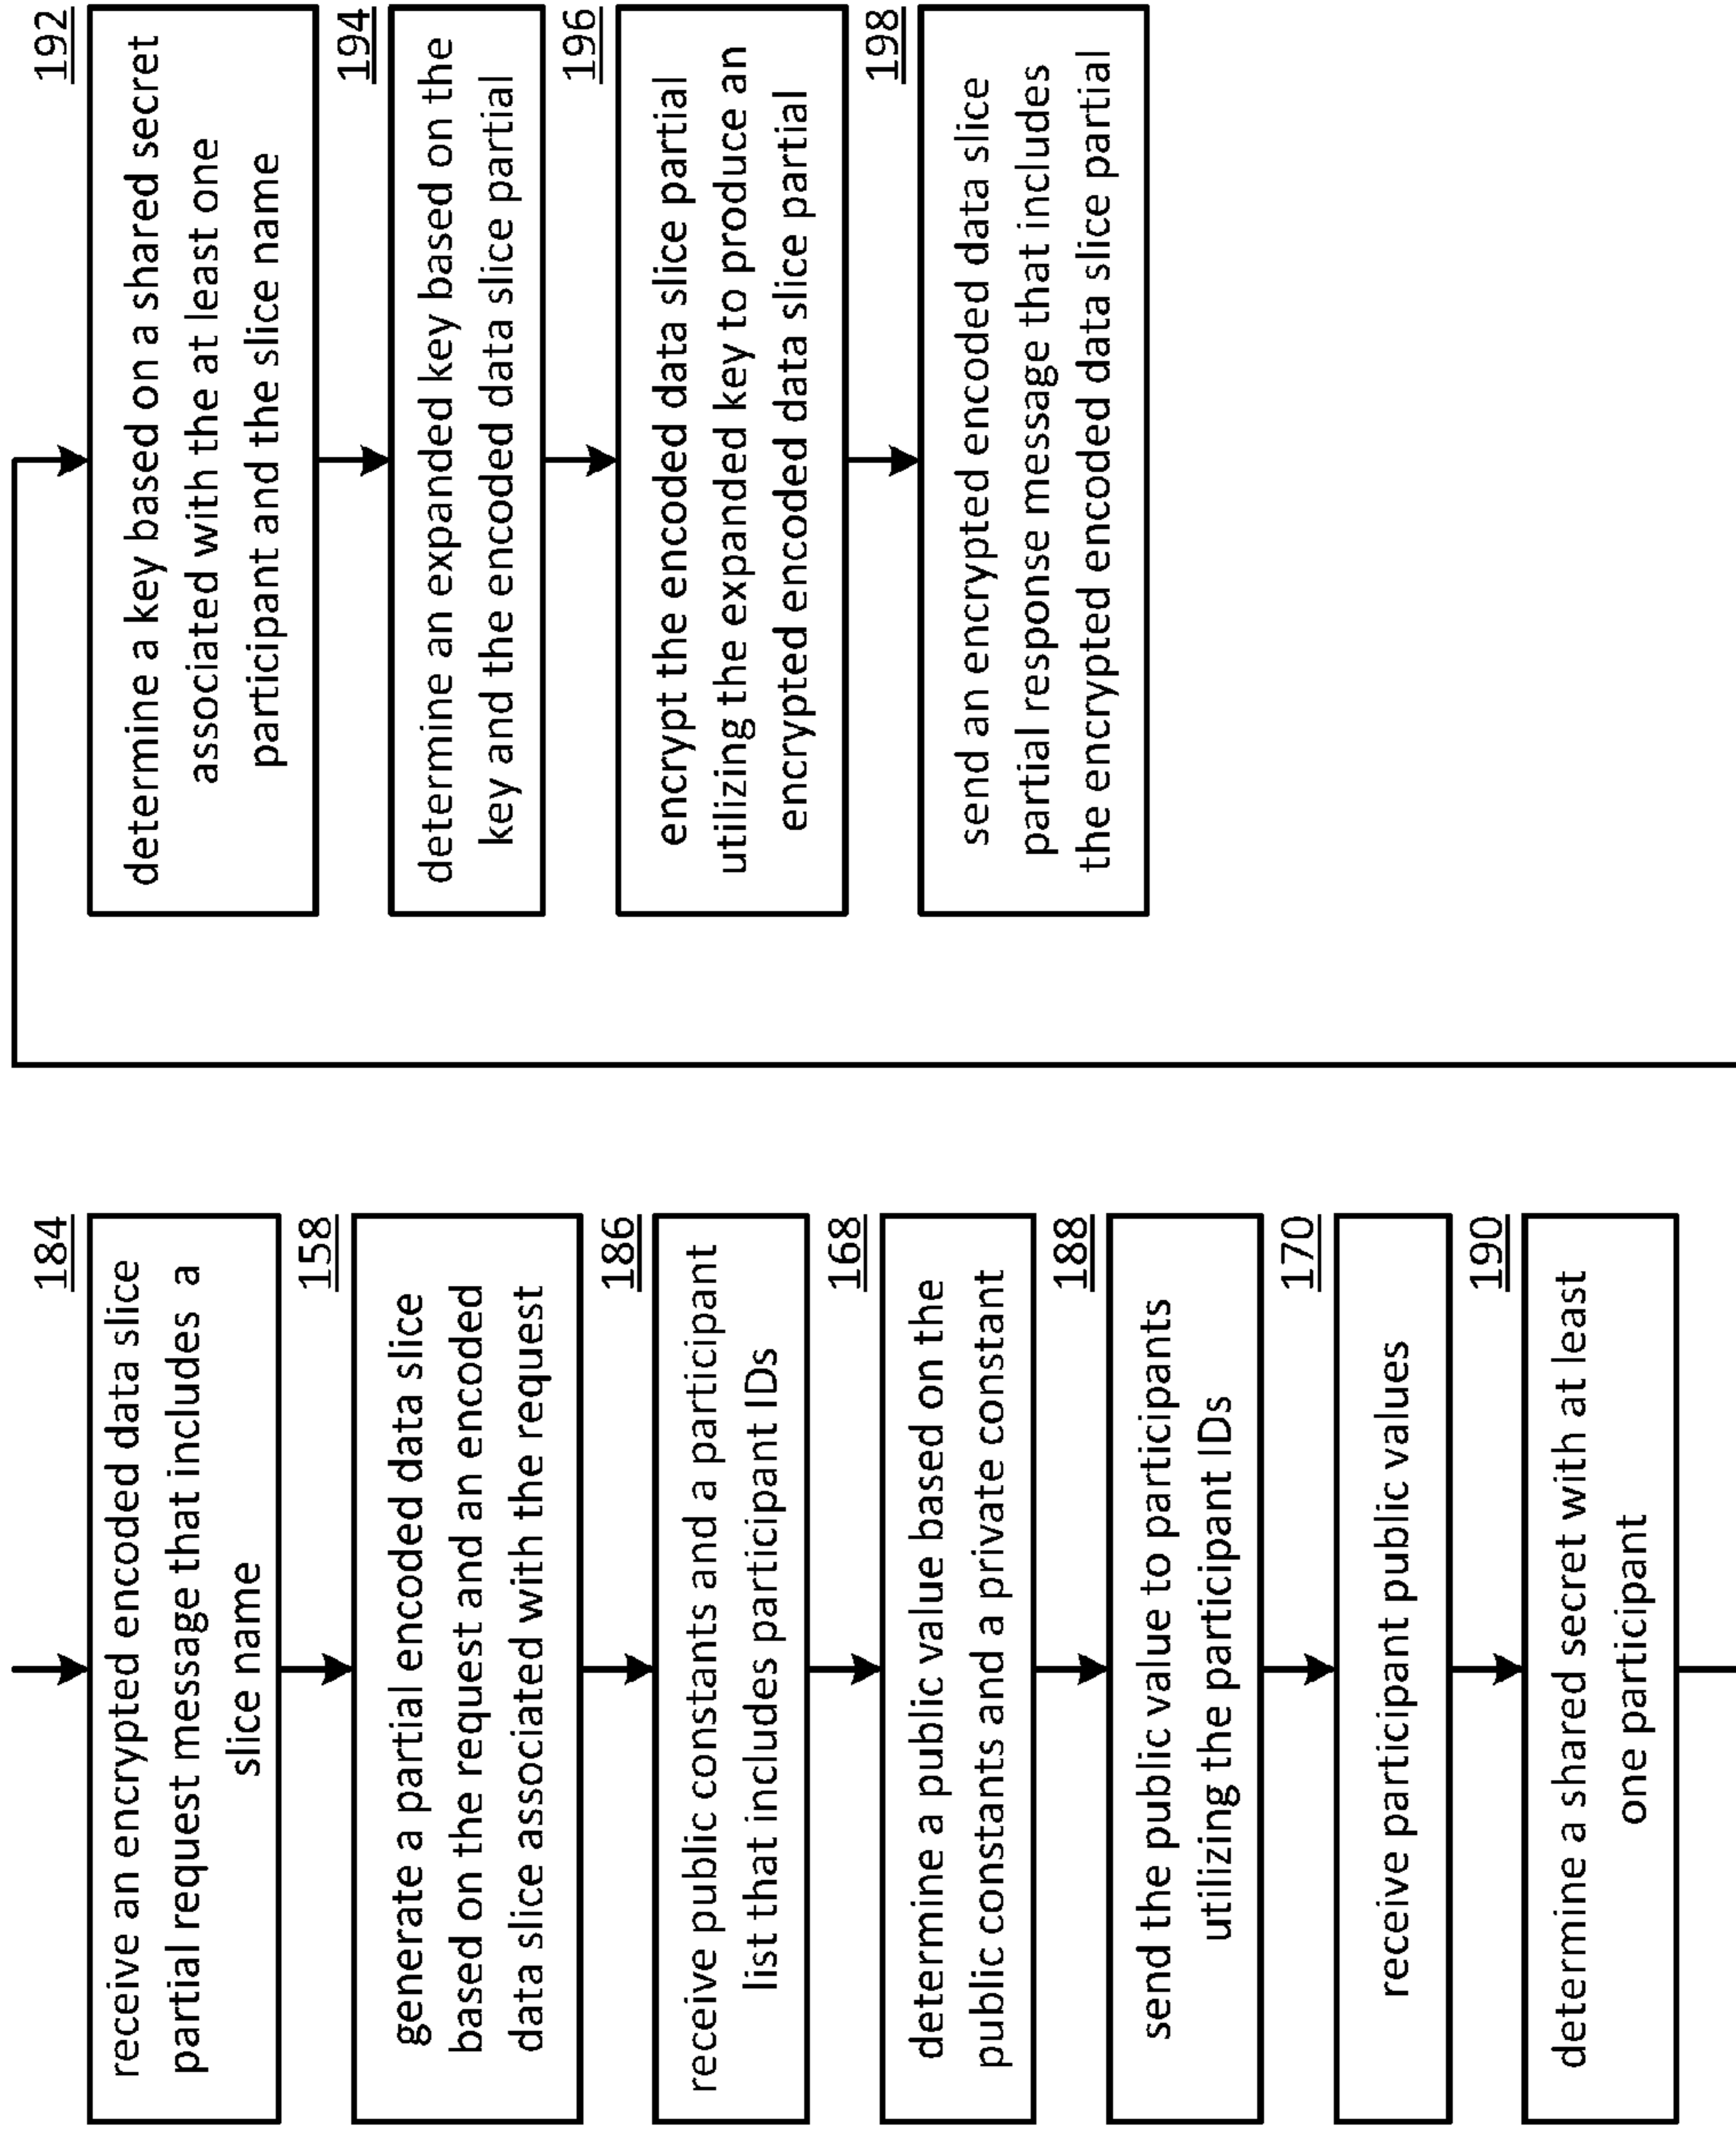 184
receive an encrypted encoded data slice
partial request message that includes a
slice name
158
generate a partial encoded data slice
based on the request and an encoded
data slice associated with the request
186
receive public constants and a participant
list that includes participant IDs
168
determine a public value based on the
public constants and a private constant
188
send the public value to participants
utilizing the participant IDs
170
receive participant public values
190
determine a shared secret with at least
one participant
192
determine a key based on a shared secret
associated with the at least one
participant and the slice name
194
determine an expanded key based on the
key and the encoded data slice partial
196
encrypt the encoded data slice partial
utilizing the expanded key to produce an
encrypted encoded data slice partial
198
send an encrypted encoded data slice
partial response message that includes
the encrypted encoded data slice partial